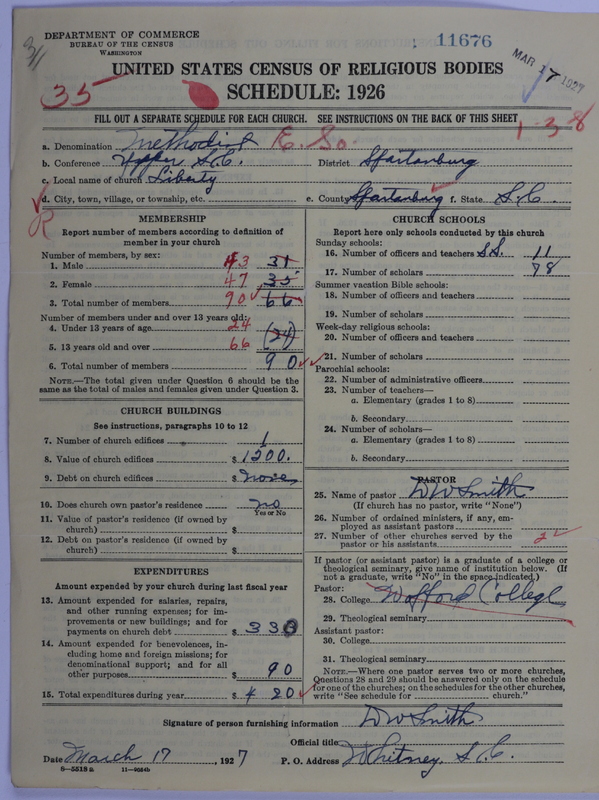 DEPARTMENT OF COMMERCE
BUREAU OF THE CENSUS
WASHINGTON
11676
MAR 17 1927
UNITED STATES CENSUS OF RELIGIOUS BODIES
SCHEDULE: 1926
35
FILL OUT A SEPARATE SCHEDULE FOR EACH CHURCH. SEE INSTRUCTIONS ON THE BACK OF THIS SHEET
1-38
a. Denomination Methodist E. So.
b. Conference Upper S.C. District Spartanburg
c. Local name of church Liberty
d. City, town, village, or township, etc. e. County Spartanburg f. State S.C.
R
MEMBERSHIP
Report number of members according to definition of
member in your church
Number of members, by sex:
1. Male 43 31
2. Female 47 35
3. Total number of members 90 66
Number of members under and over 13 years old:
4. Under 13 years of age 24
5. 13 years old and over 66 (24)
6. Total number of members 90
NOTE.—The total given under Question 6 should be the
same as the total of males and females given under Question 3.
CHURCH BUILDINGS
See instructions, paragraphs 10 to 12
7. Number of church edifices 1
8. Value of church edifices $ 1200.
9. Debt on church edifices $ none
10. Does church own pastor's residence no
Yes or No
11. Value of pastor's residence (if owned by
church) $
12. Debt on pastor's residence (if owned by
church) $
EXPENDITURES
Amount expended by your church during last fiscal year
13. Amount expended for salaries, repairs,
and other running expenses; for im-
provements or new buildings; and for
payments on church debt $ 330
14. Amount expended for benevolences, in-
cluding home and foreign missions; for
denominational support; and for all
other purposes $ 90
15. Total expenditures during year $ 420
CHURCH SCHOOLS
Report here only schools conducted by this church
Sunday schools:
16. Number of officers and teachers S.S. 11
17. Number of scholars 78
Summer vacation Bible schools:
18. Number of officers and teachers
19. Number of scholars
Week-day religious schools:
20. Number of officers and teachers
21. Number of scholars
Parochial schools:
22. Number of administrative officers
23. Number of teachers—
a. Elementary (grades 1 to 8)
b. Secondary
24. Number of scholars—
a. Elementary (grades 1 to 8)
b. Secondary
PASTOR
25. Name of pastor D W Smith
(If church has no pastor, write "None")
26. Number of ordained ministers, if any, em-
ployed as assistant pastors
27. Number of other churches served by the
pastor or his assistants 2
If pastor (or assistant pastor) is a graduate of a college or
theological seminary, give name of institution below. (If
not a graduate, write "No" in the space indicated.)
Pastor:
28. College Wofford College
29. Theological seminary
Assistant pastor:
30. College
31. Theological seminary
NOTE.—Where one pastor serves two or more churches,
Questions 28 and 29 should be answered only on the schedule
for one of the churches; on the schedules for the other churches,
write "See schedule for church."
Signature of person furnishing information D W Smith
Official title
Date March 17, 1927 P. O. Address Whitney, S.C.
8—5518 a 11—9054b